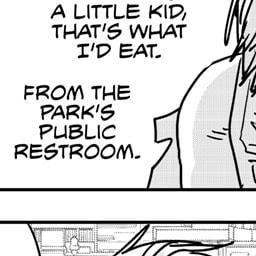 A LITTLE KID,
THAT'S WHAT
I'D EAT.
FROM THE
PARK'S
PUBLIC
RESTROOM.